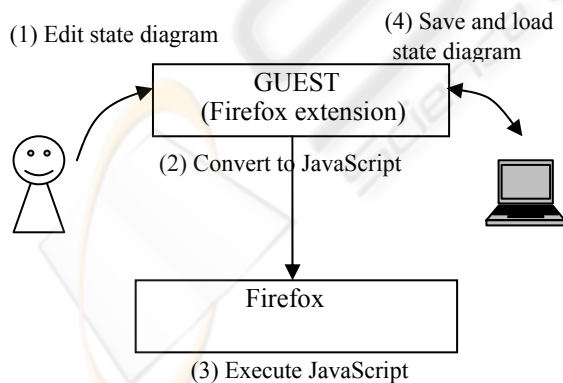 (1) Edit state diagram
(4) Save and load
state diagram
GUEST
(Firefox extension)
(2) Convert to JavaScript
Firefox
(3) Execute JavaScript